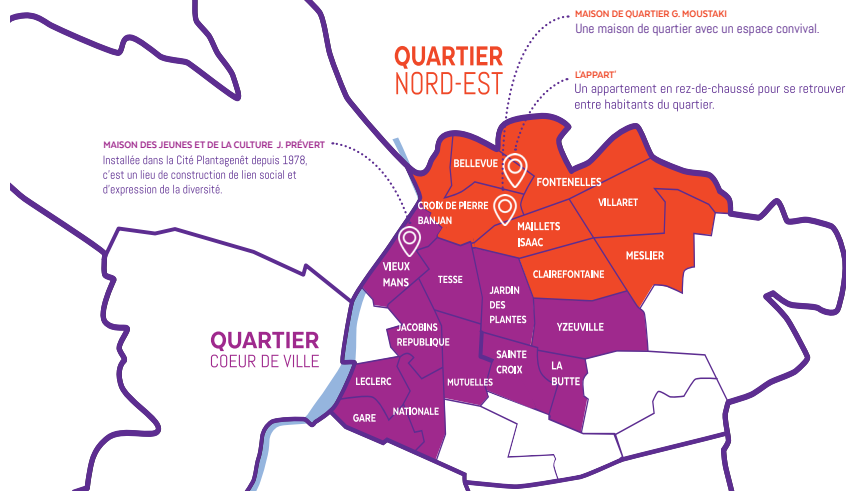 MAISON DE QUARTIER G. MOUSTAKI
Une maison de quartier avec un espace convival.
QUARTIER
NORD-EST
L'APPART'
Un appartement en rez-de-chaussé pour se retrouver
entre habitants du quartier.
MAISON DES JEUNES ET DE LA CULTURE J. PRÉVERT
Installée dans la Cité Plantagenêt depuis 1978,
c'est un lieu de construction de lien social et
d'expression de la diversité.
BELLEVUE
FONTENELLES
CROIX DE PIERRE
BANJAN
VILLARET
MAILLETS
ISAAC
MESLIER
VIEUX
MANS
TESSE
CLAIREFONTAINE
JARDIN
DES
PLANTES
YZEUVILLE
JACOBINS
REPUBLIQUE
QUARTIER
COEUR DE VILLE
SAINTE
CROIX
LA
BUTTE
LECLERC
MUTUELLES
GARE
NATIONALE